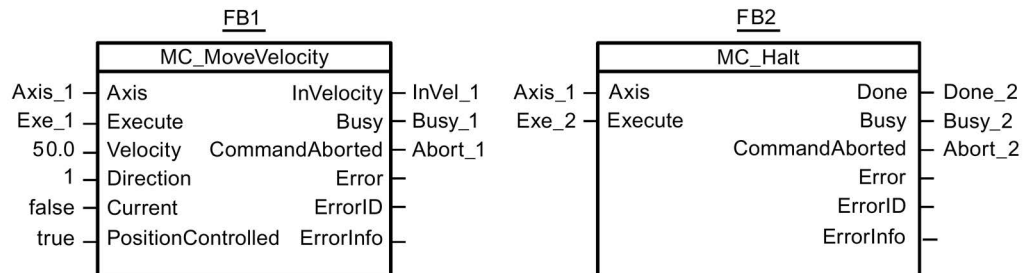 FB1 FB2
MC_MoveVelocity MC_Halt
Axis_1 Axis InVelocity InVel_1 Axis_1 Axis Done Done_2
Exe_1 Execute Busy Busy_1 Exe_2 Execute Busy Busy_2
50.0 Velocity CommandAborted Abort_1 CommandAborted Abort_2
1 Direction Error Error
false Current ErrorID ErrorID
true PositionControlled ErrorInfo ErrorInfo